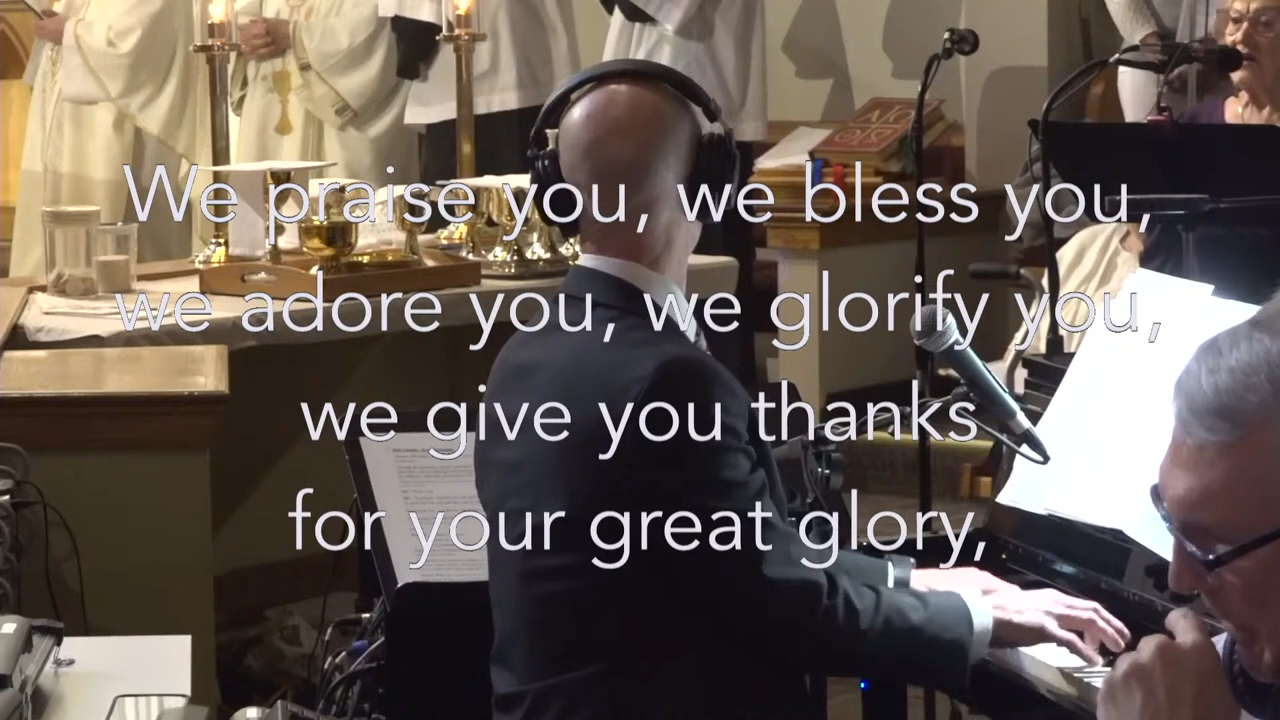 We praise you, we bless you,
we adore you, we glorify you,
we give you thanks
for your great glory,